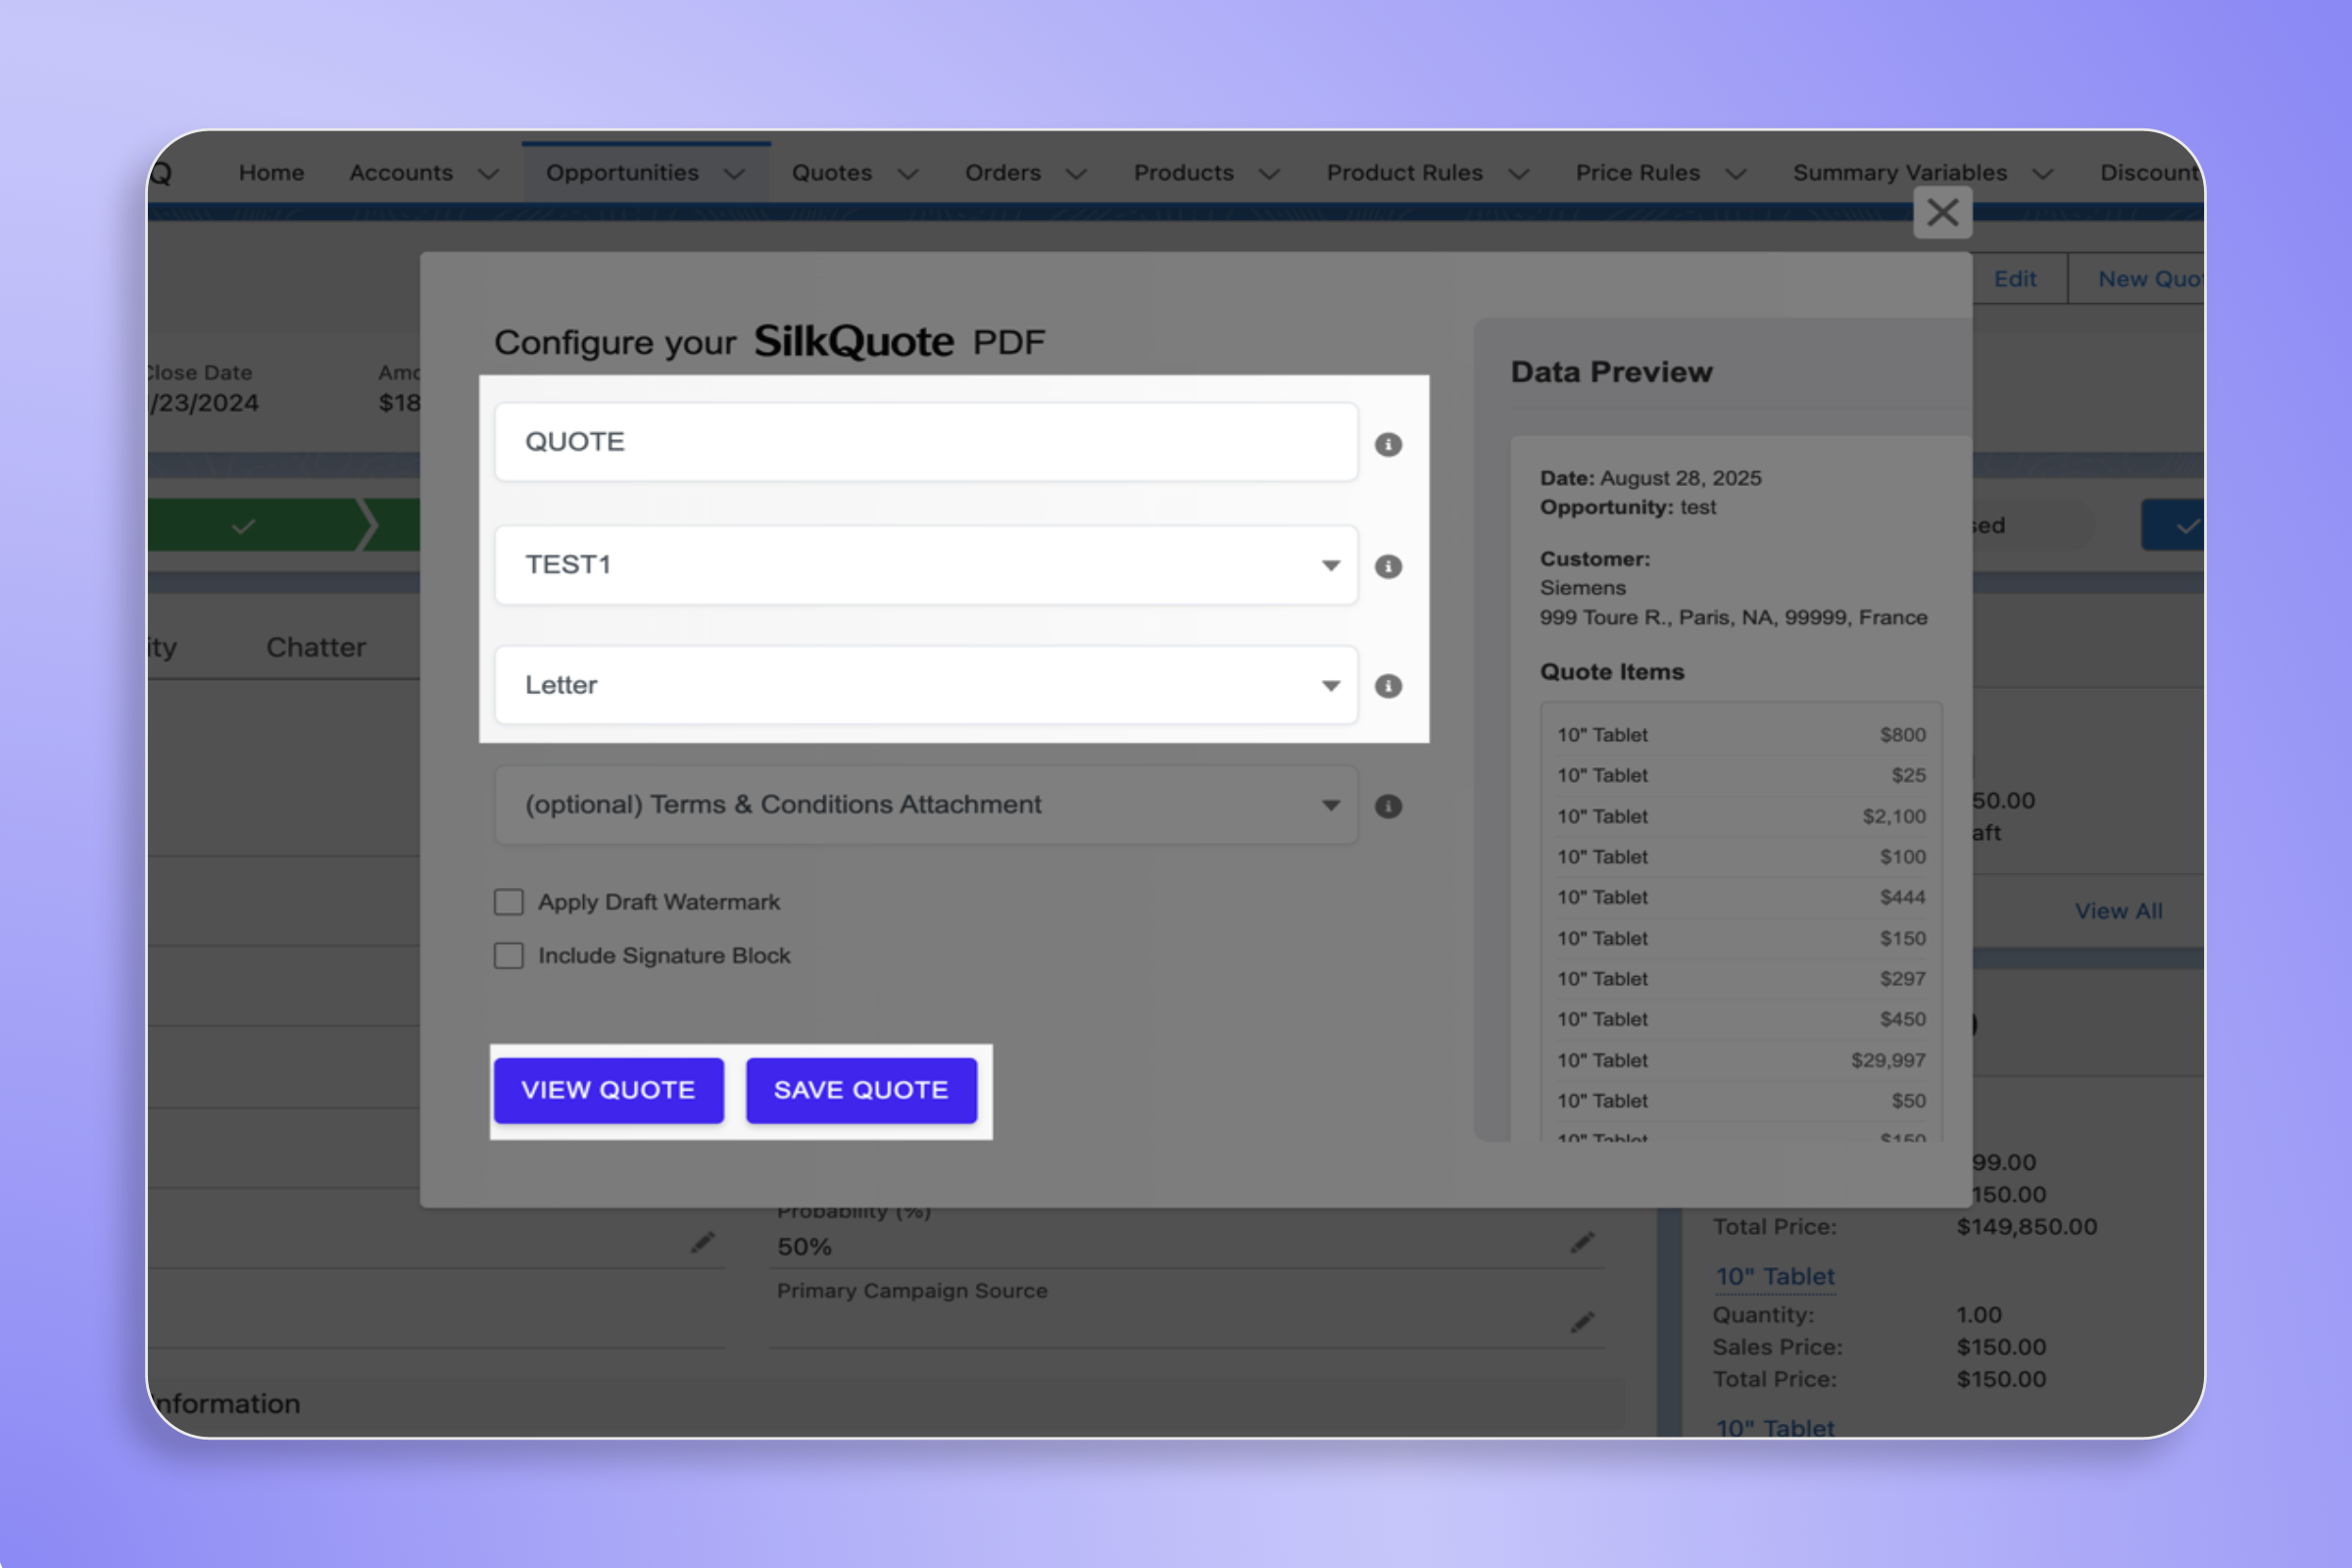 Q Home Accounts Opportunities Quotes Orders Products Product Rules Price Rules Summary Variables Discount
Edit New Quo
Close Date
/23/2024
Amo
$18
ity Chatter
Configure your SilkQuote PDF
QUOTE
TEST1
Letter
(optional) Terms & Conditions Attachment
Apply Draft Watermark
Include Signature Block
VIEW QUOTE SAVE QUOTE
Data Preview
Date: August 28, 2025
Opportunity: test
Customer:
Siemens
999 Toure R., Paris, NA, 99999, France
Quote Items
10" Tablet $800
10" Tablet $25
10" Tablet $2,100
10" Tablet $100
10" Tablet $444
10" Tablet $150
10" Tablet $297
10" Tablet $450
10" Tablet $29,997
10" Tablet $50
10" Tablet $150
sed
50.00
aft
View All
99.00
150.00
Total Price: $149,850.00
10" Tablet
Quantity: 1.00
Sales Price: $150.00
Total Price: $150.00
10" Tablet
Probability (%)
50%
Primary Campaign Source
nformation